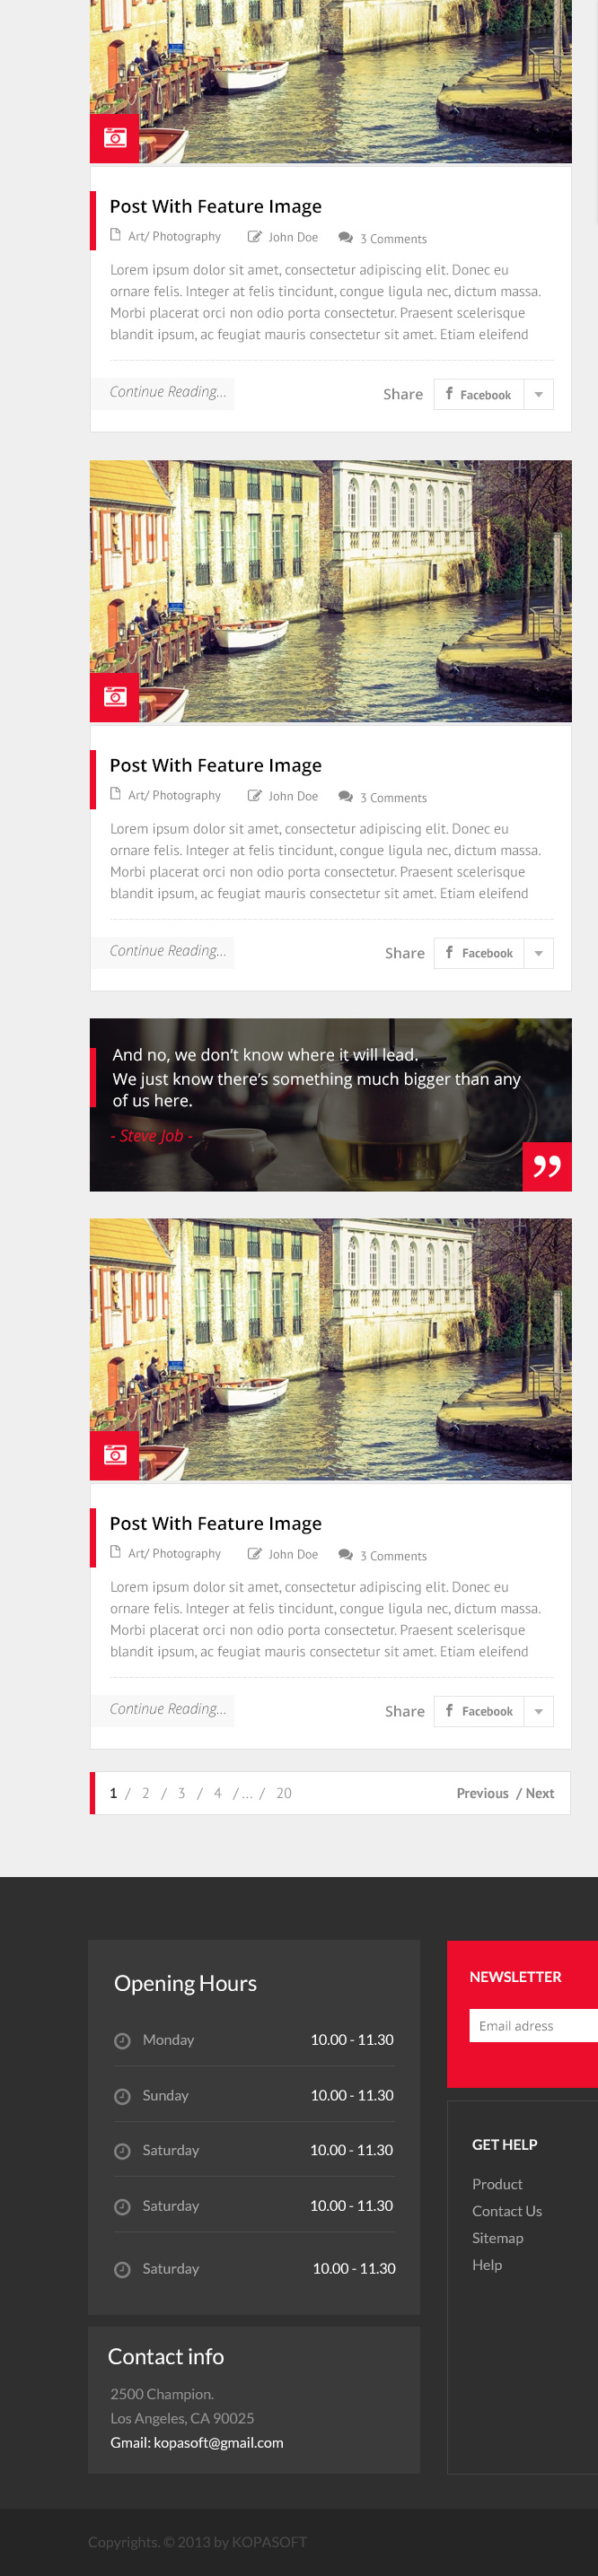 Post With Feature Image
Art/ Photography John Doe 3 Comments
Lorem ipsum dolor sit amet, consectetur adipiscing elit. Donec eu
ornare felis. Integer at felis tincidunt, congue ligula nec, dictum massa.
Morbi placerat orci non odio porta consectetur. Praesent scelerisque
blandit ipsum, ac feugiat mauris consectetur sit amet. Etiam eleifend
Continue Reading... Share Facebook
Post With Feature Image
Art/ Photography John Doe 3 Comments
Lorem ipsum dolor sit amet, consectetur adipiscing elit. Donec eu
ornare felis. Integer at felis tincidunt, congue ligula nec, dictum massa.
Morbi placerat orci non odio porta consectetur. Praesent scelerisque
blandit ipsum, ac feugiat mauris consectetur sit amet. Etiam eleifend
Continue Reading... Share Facebook
And no, we don't know where it will lead.
We just know there's something much bigger than any
of us here.
- Steve Job -
Post With Feature Image
Art/ Photography John Doe 3 Comments
Lorem ipsum dolor sit amet, consectetur adipiscing elit. Donec eu
ornare felis. Integer at felis tincidunt, congue ligula nec, dictum massa.
Morbi placerat orci non odio porta consectetur. Praesent scelerisque
blandit ipsum, ac feugiat mauris consectetur sit amet. Etiam eleifend
Continue Reading... Share Facebook
1 / 2 / 3 / 4 / ... / 20 Previous / Next
Opening Hours
Monday 10.00 - 11.30
Sunday 10.00 - 11.30
Saturday 10.00 - 11.30
Saturday 10.00 - 11.30
Saturday 10.00 - 11.30
Contact info
2500 Champion.
Los Angeles, CA 90025
Gmail: kopasoft@gmail.com
NEWSLETTER
Email adress
GET HELP
Product
Contact Us
Sitemap
Help
Copyrights. © 2013 by KOPASOFT